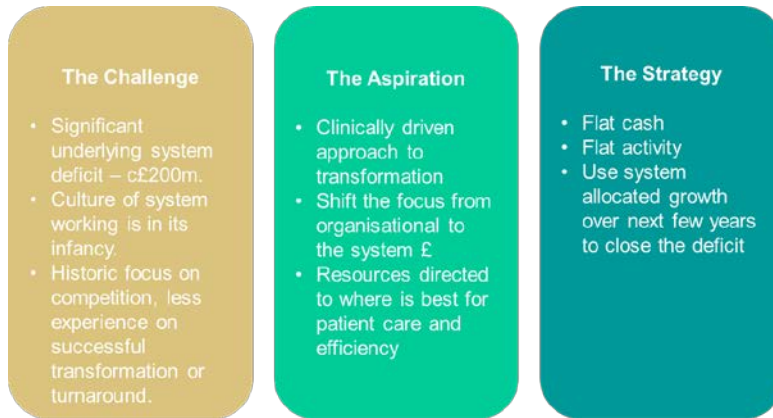 The Challenge
• Significant
underlying system
deficit – c£200m.
• Culture of system
working is in its
infancy.
• Historic focus on
competition, less
experience on
successful
transformation or
turnaround.
The Aspiration
• Clinically driven
approach to
transformation
• Shift the focus from
organisational to
the system £
• Resources directed
to where is best for
patient care and
efficiency
The Strategy
• Flat cash
• Flat activity
• Use system
allocated growth
over next few years
to close the deficit